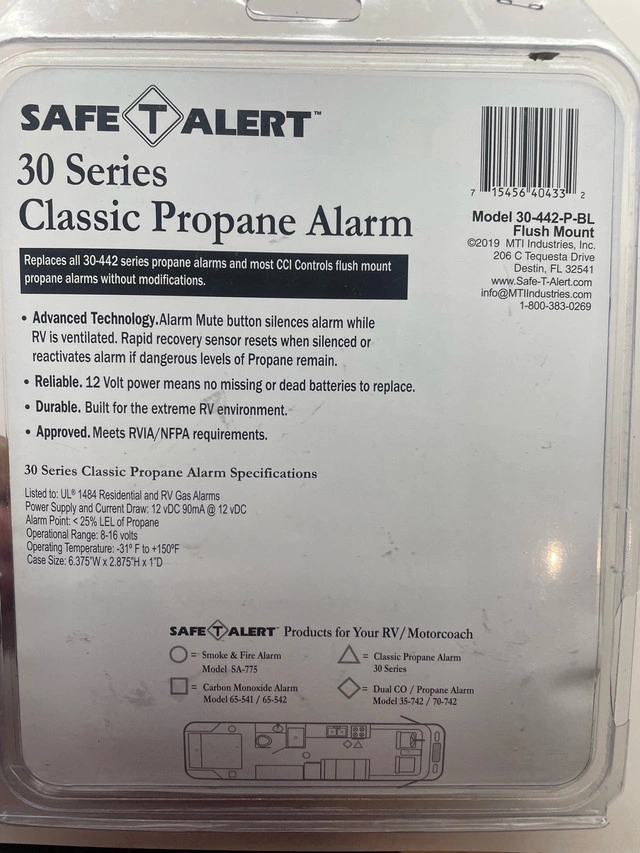 SAFE T ALERT™
30 Series
Classic Propane Alarm
Replaces all 30-442 series propane alarms and most CCI Controls flush mount
propane alarms without modifications.
• Advanced Technology. Alarm Mute button silences alarm while
RV is ventilated. Rapid recovery sensor resets when silenced or
reactivates alarm if dangerous levels of Propane remain.
• Reliable. 12 Volt power means no missing or dead batteries to replace.
• Durable. Built for the extreme RV environment.
• Approved. Meets RVIA/NFPA requirements.
30 Series Classic Propane Alarm Specifications
Listed to: UL® 1484 Residential and RV Gas Alarms
Power Supply and Current Draw: 12 vDC 90mA @ 12 vDC
Alarm Point: < 25% LEL of Propane
Operational Range: 8-16 volts
Operating Temperature: -31° F to +150°F
Case Size: 6.375"W x 2.875"H x 1"D
7 15456 40433 2
Model 30-442-P-BL
Flush Mount
©2019 MTI Industries, Inc.
206 C Tequesta Drive
Destin, FL 32541
www.Safe-T-Alert.com
info@MTIIndustries.com
1-800-383-0269
SAFE T ALERT™ Products for Your RV/Motorcoach
= Smoke & Fire Alarm
Model SA-775
= Classic Propane Alarm
30 Series
= Carbon Monoxide Alarm
Model 65-541 / 65-542
= Dual CO / Propane Alarm
Model 35-742 / 70-742